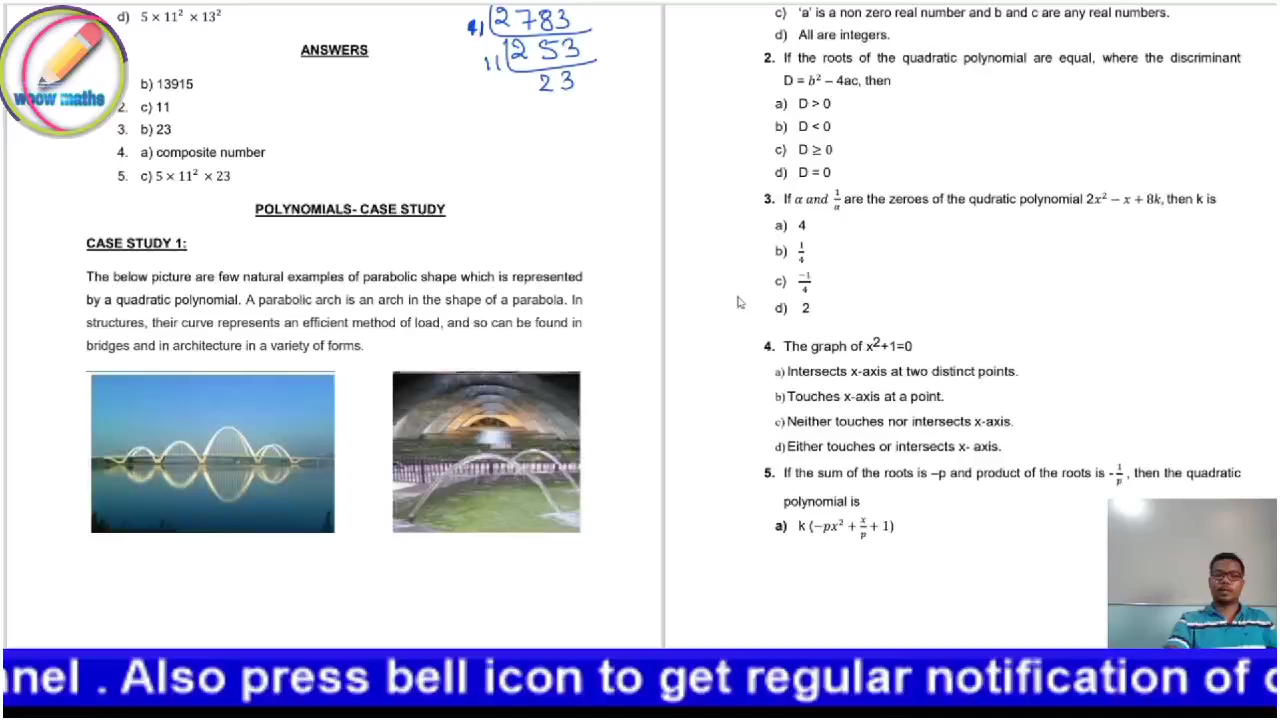 d) 5 × 11² × 13²
ANSWERS
b) 13915
2. c) 11
3. b) 23
4. a) composite number
5. c) 5 × 11² × 23
2783
11 253
23
woow maths
POLYNOMIALS- CASE STUDY
CASE STUDY 1:
The below picture are few natural examples of parabolic shape which is represented
by a quadratic polynomial. A parabolic arch is an arch in the shape of a parabola. In
structures, their curve represents an efficient method of load, and so can be found in
bridges and in architecture in a variety of forms.
c) 'a' is a non zero real number and b and c are any real numbers.
d) All are integers.
2. If the roots of the quadratic polynomial are equal, where the discriminant
D = b² – 4ac, then
a) D > 0
b) D < 0
c) D ≥ 0
d) D = 0
3. If α and 1/α are the zeroes of the qudratic polynomial 2x² − x + 8k, then k is
a) 4
b) 1/4
c) −1/4
d) 2
4. The graph of x²+1=0
a) Intersects x-axis at two distinct points.
b) Touches x-axis at a point.
c) Neither touches nor intersects x-axis.
d) Either touches or intersects x- axis.
5. If the sum of the roots is –p and product of the roots is -1/p , then the quadratic
polynomial is
a) k (−px² + x/p + 1)
nnel . Also press bell icon to get regular notification of